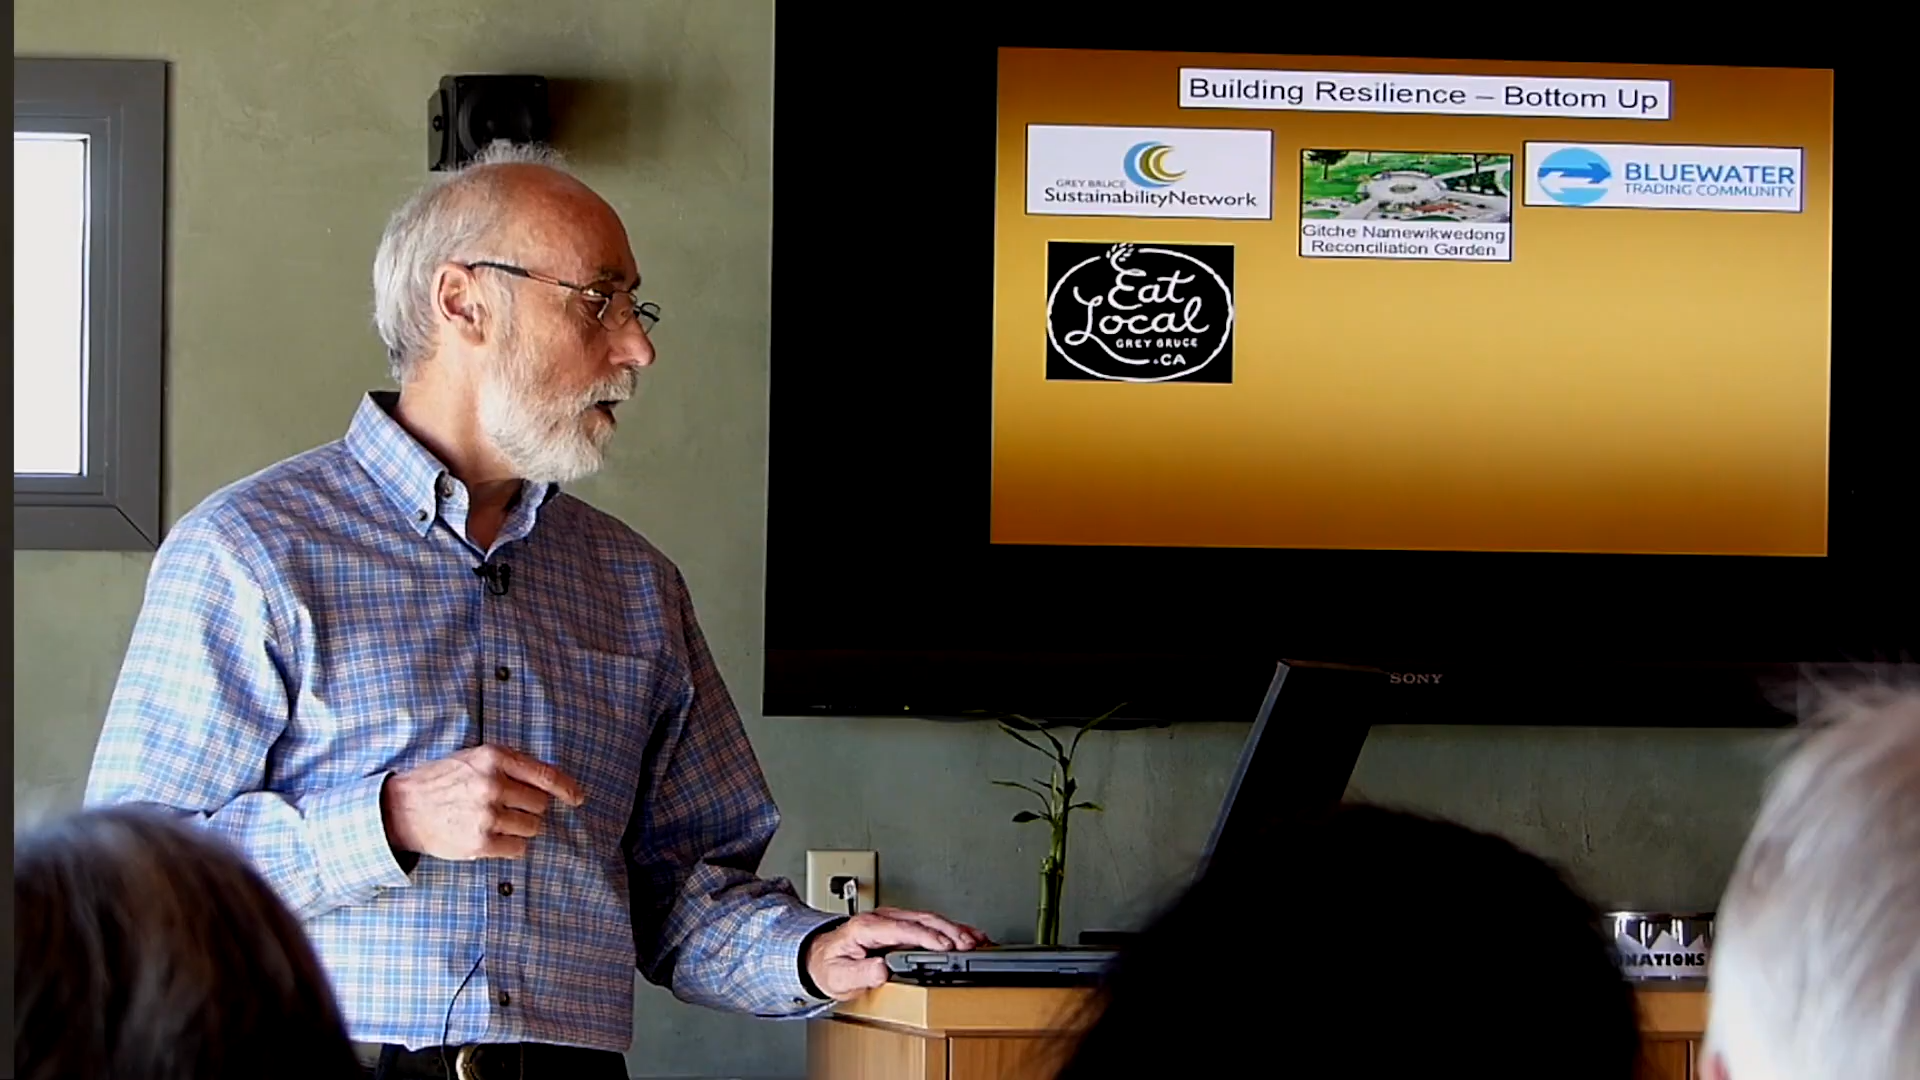 Building Resilience – Bottom Up
GREY BRUCE
SustainabilityNetwork
Gitche Namewikwedong
Reconciliation Garden
BLUEWATER
TRADING COMMUNITY
Eat
Local
GREY BRUCE
.CA
SONY
NATIONS